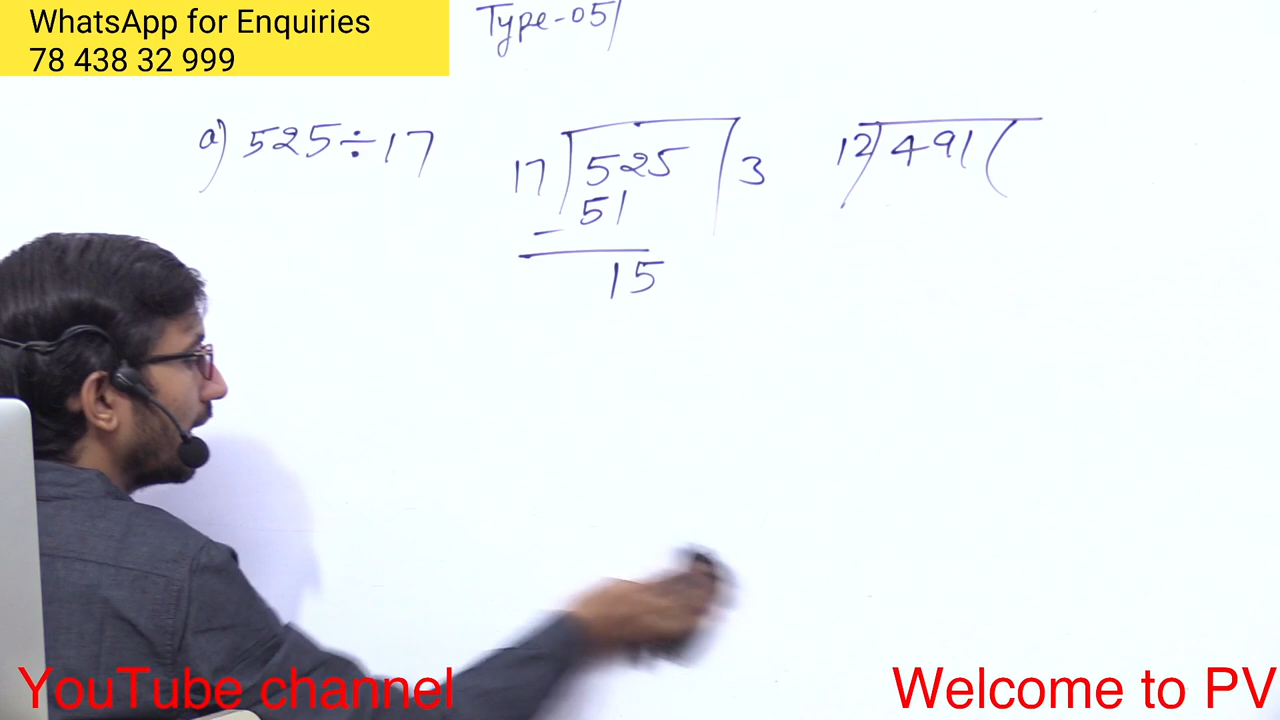 WhatsApp for Enquiries
78 438 32 999
Type-05/
a) 525÷17
17 525 3
- 51
15
12 491 (
YouTube channel
Welcome to PV